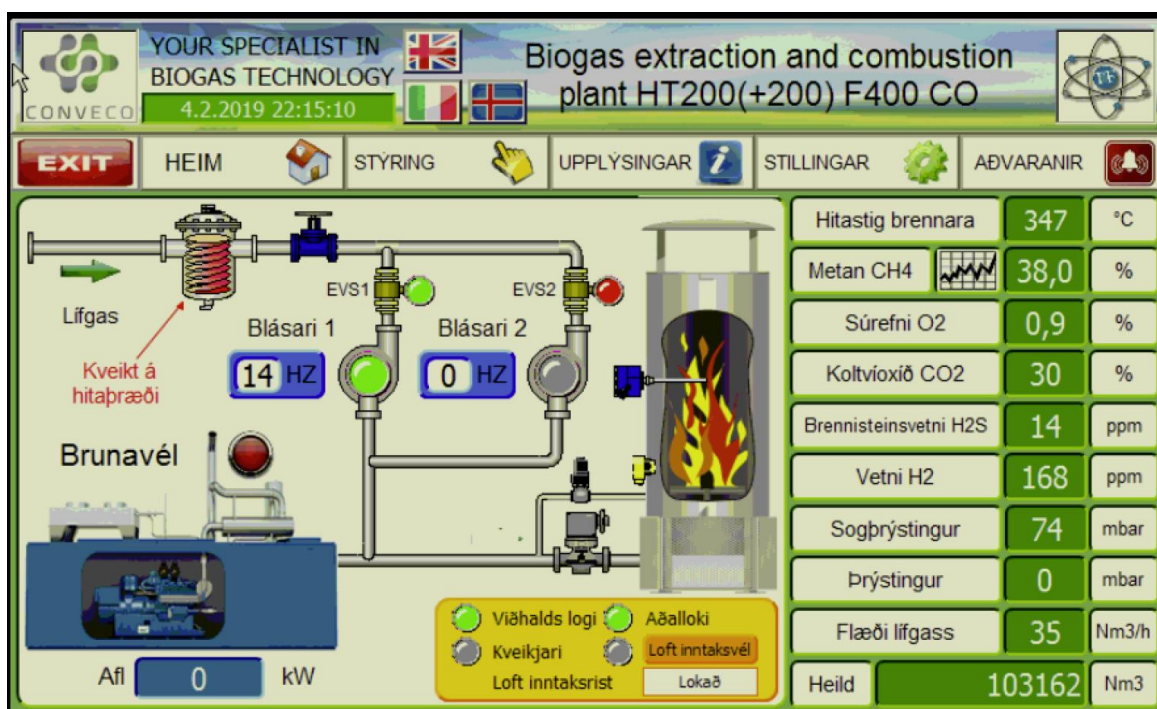 CONVECO
YOUR SPECIALIST IN
BIOGAS TECHNOLOGY
4.2.2019 22:15:10
Biogas extraction and combustion
plant HT200(+200) F400 CO
EXIT
HEIM
STÝRING
UPPLÝSINGAR
STILLINGAR
AÐVARANIR
Lífgas
Kveikt á
hitaþræði
EVS1
EVS2
Blásari 1
Blásari 2
14 HZ
0 HZ
Brunavél
Afl 0 kW
Viðhalds logi
Aðalloki
Kveikjari
Loft inntaksvél
Loft inntaksrist
Lokað
Hitastig brennara 347 °C
Metan CH4 38,0 %
Súrefni O2 0,9 %
Koltvíoxíð CO2 30 %
Brennisteinsvetni H2S 14 ppm
Vetni H2 168 ppm
Sogþrýstingur 74 mbar
Þrýstingur 0 mbar
Flæði lífgass 35 Nm3/h
Heild 103162 Nm3